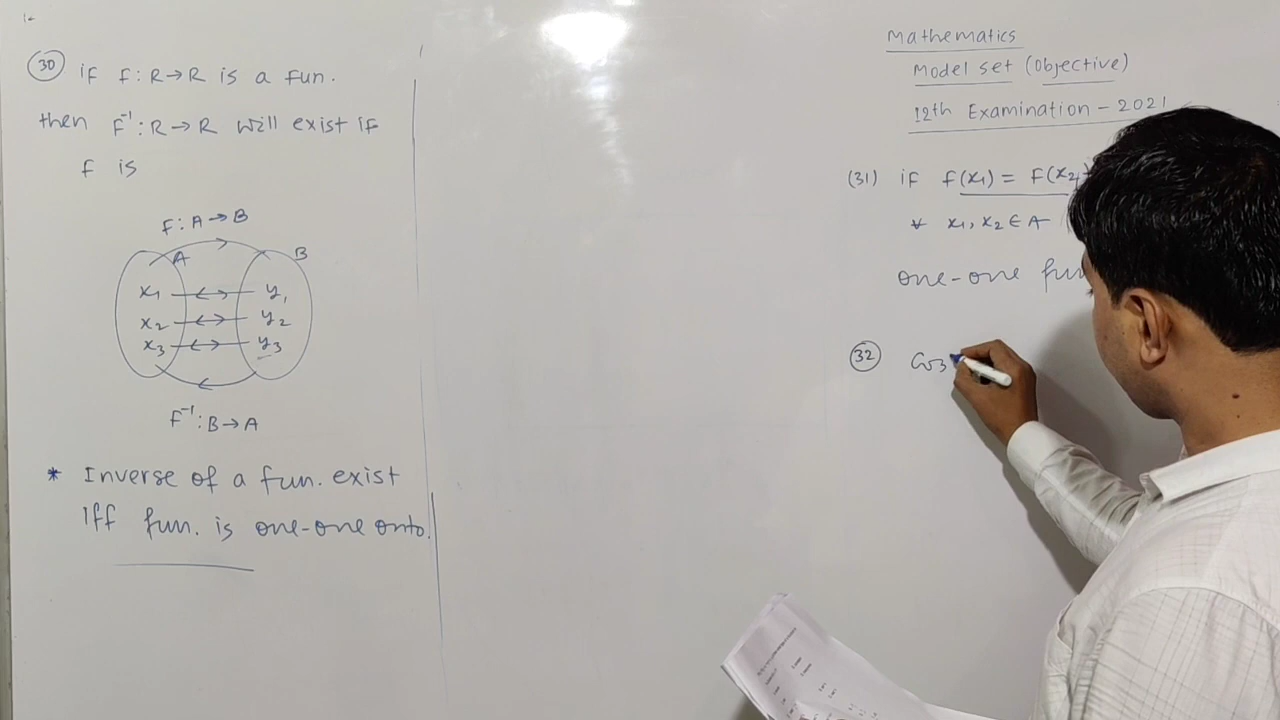 (30) if f: R→R is a fun.
then F⁻¹: R→R will exist if
f is
F: A→B
A B
x₁ y₁
x₂ y₂
x₃ y₃
F⁻¹: B→A
* Inverse of a fun. exist
iff fun. is one-one onto.
Mathematics
Model set (Objective)
12th Examination - 2021
(31) if f(x₁) = F(x₂
∀ x₁, x₂ ∈ A
one-one fun
(32) Cos